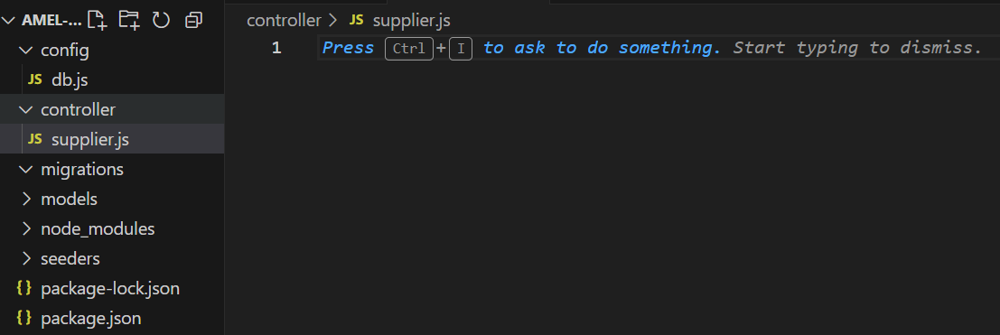 AMEL-...
config
JS db.js
controller
JS supplier.js
migrations
models
node_modules
seeders
{} package-lock.json
{} package.json
controller > JS supplier.js
1 Press Ctrl+I to ask to do something. Start typing to dismiss.